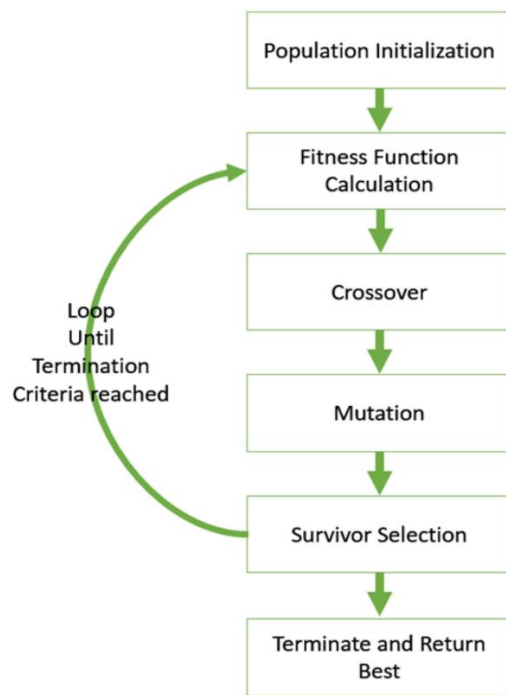 Population Initialization
Fitness Function
Calculation
Crossover
Loop
Until
Termination
Criteria reached
Mutation
Survivor Selection
Terminate and Return
Best